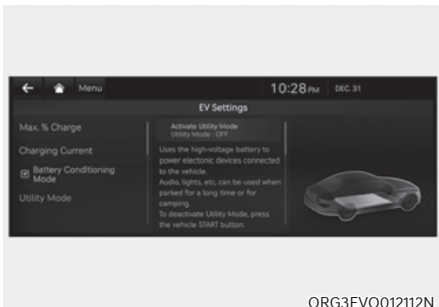 Menu
10:28 PM DEC. 31
EV Settings
Max. % Charge
Charging Current
Battery Conditioning
Mode
Utility Mode
Activate Utility Mode
Utility Mode : OFF
Uses the high-voltage battery to
power electonic devices connected
to the vehicle.
Audio, lights, etc, can be used when
parked for a long time or for
camping.
To deactivate Utility Mode, press
the vehicle START button.
ORG3EVQ012112N